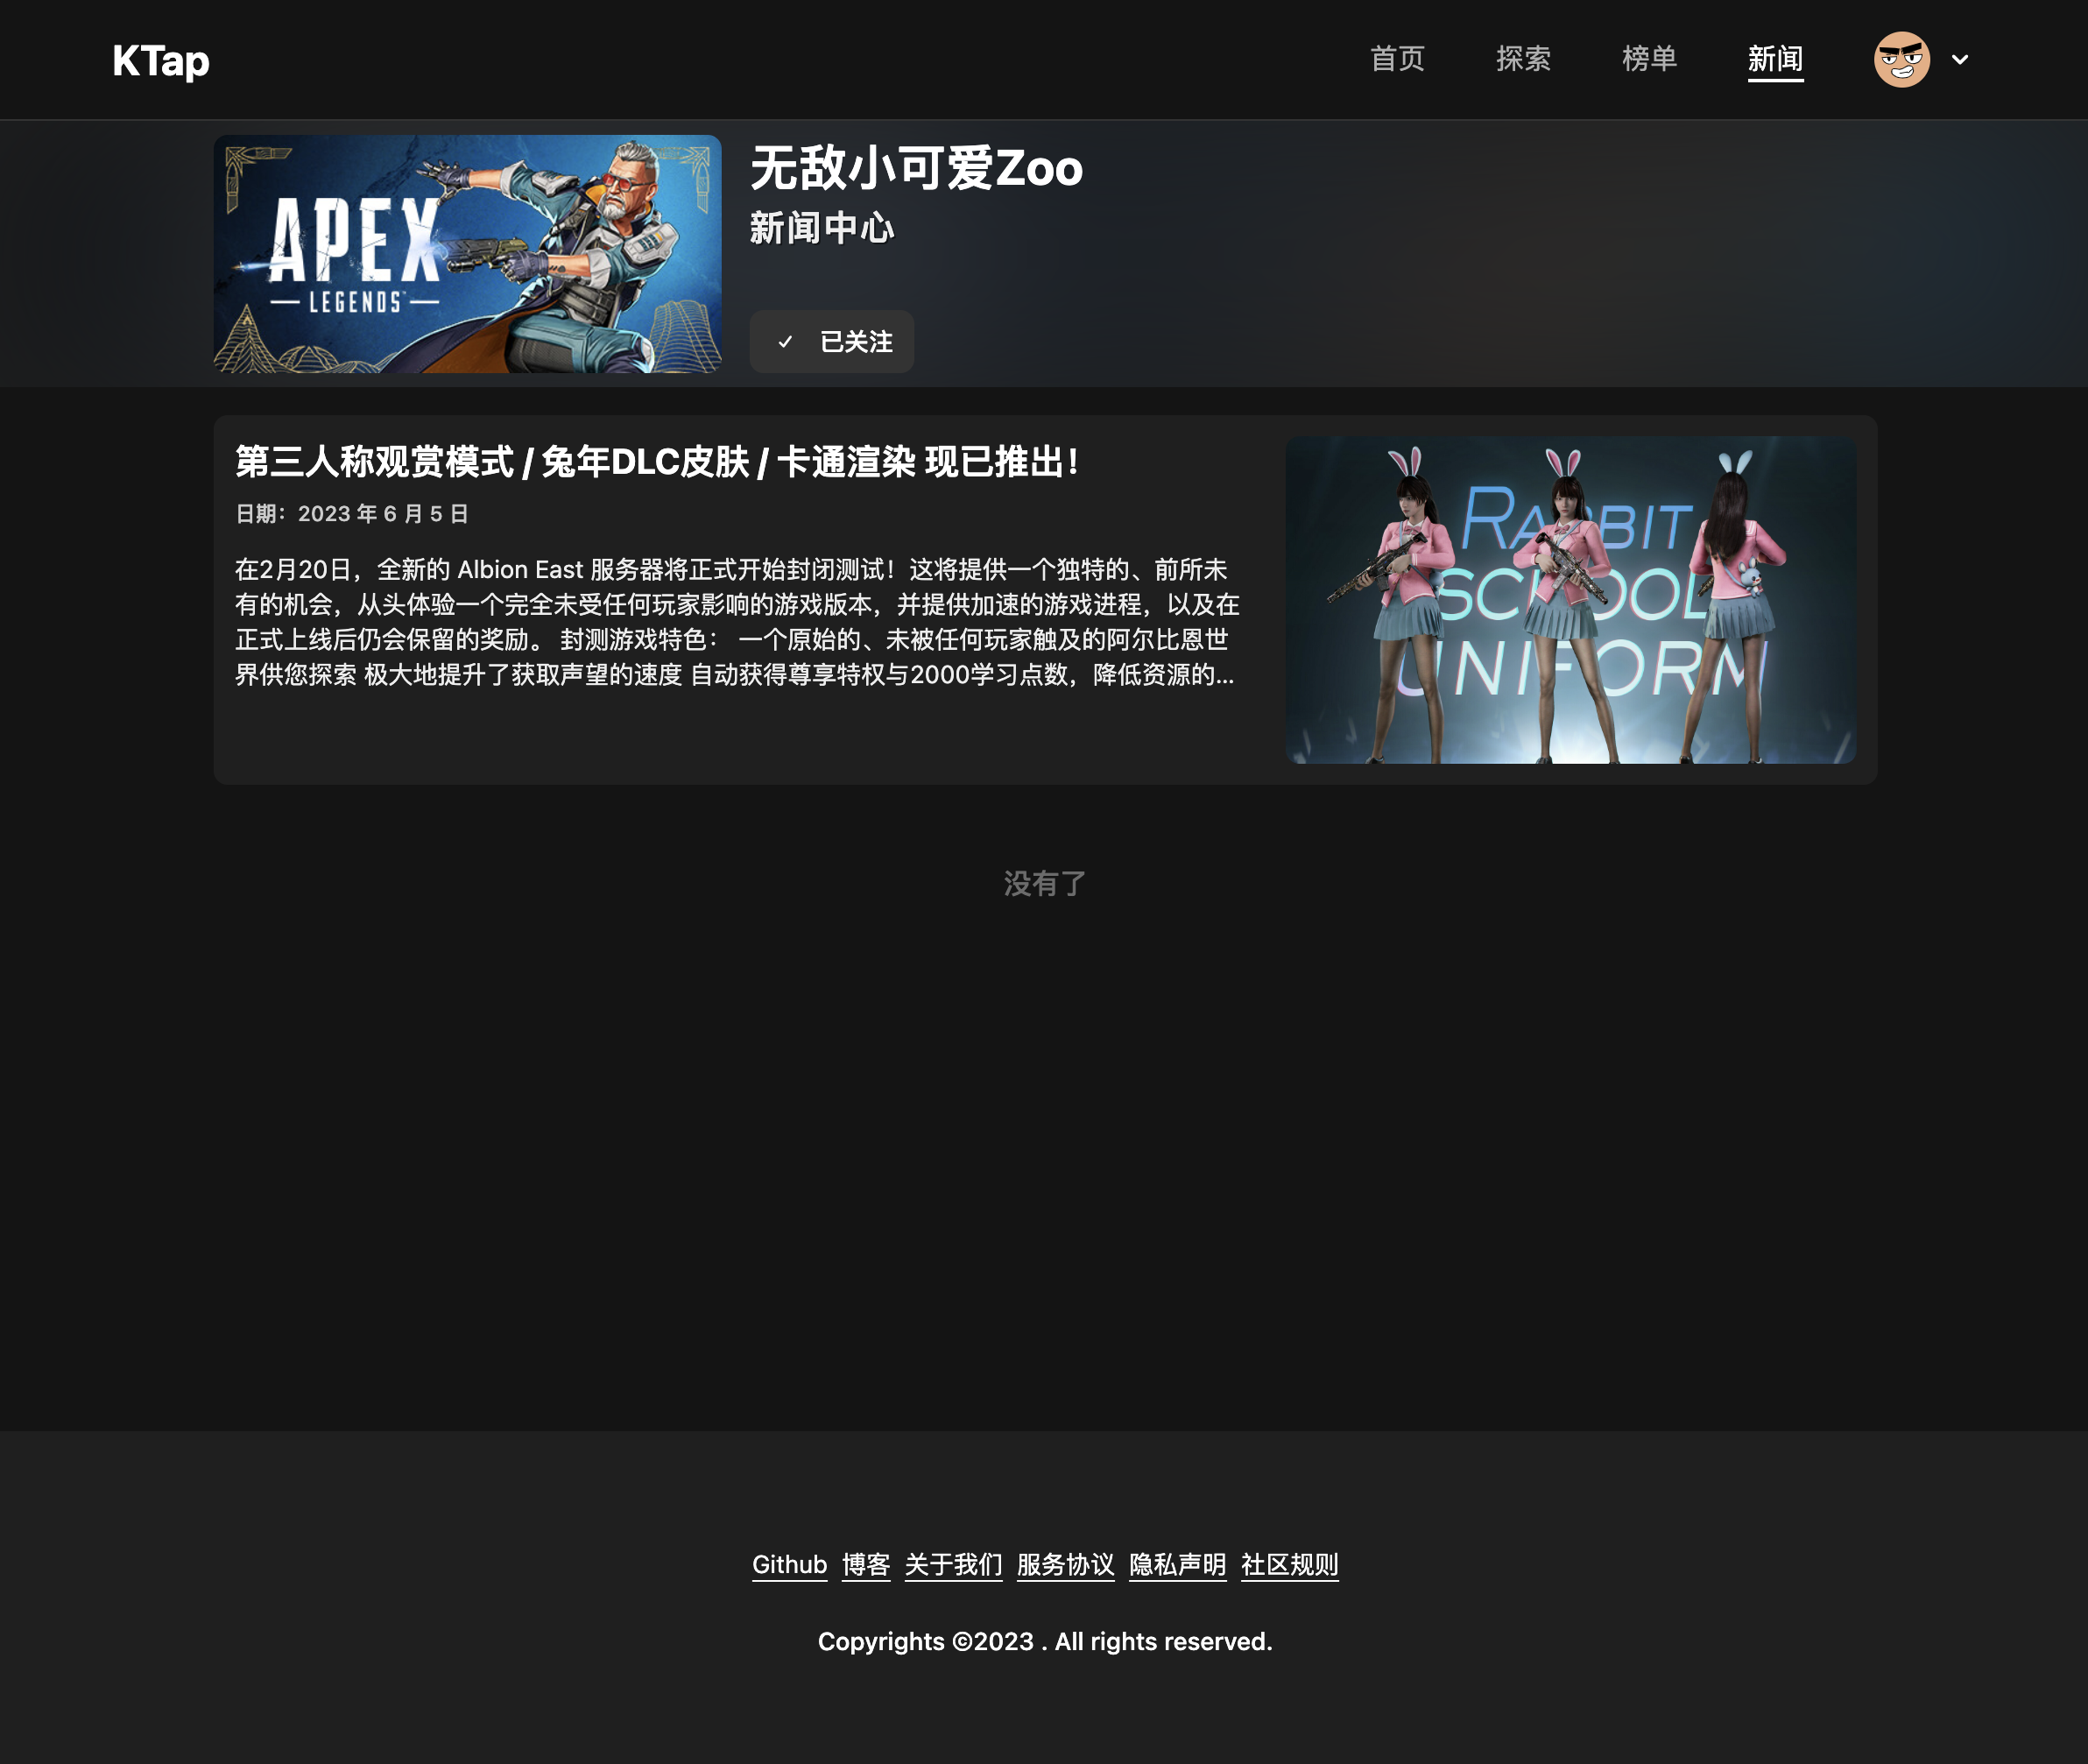 KTap
首页
探索
榜单
新闻
APEX
LEGENDS
无敌小可爱Zoo
新闻中心
已关注
第三人称观赏模式 / 兔年DLC皮肤 / 卡通渲染 现已推出！
日期：2023 年 6 月 5 日
在2月20日，全新的 Albion East 服务器将正式开始封闭测试！这将提供一个独特的、前所未
有的机会，从头体验一个完全未受任何玩家影响的游戏版本，并提供加速的游戏进程，以及在
正式上线后仍会保留的奖励。 封测游戏特色： 一个原始的、未被任何玩家触及的阿尔比恩世
界供您探索 极大地提升了获取声望的速度 自动获得尊享特权与2000学习点数，降低资源的...
RABBIT
SCHOOL
UNIFORM
没有了
Github 博客 关于我们 服务协议 隐私声明 社区规则
Copyrights ©2023 . All rights reserved.